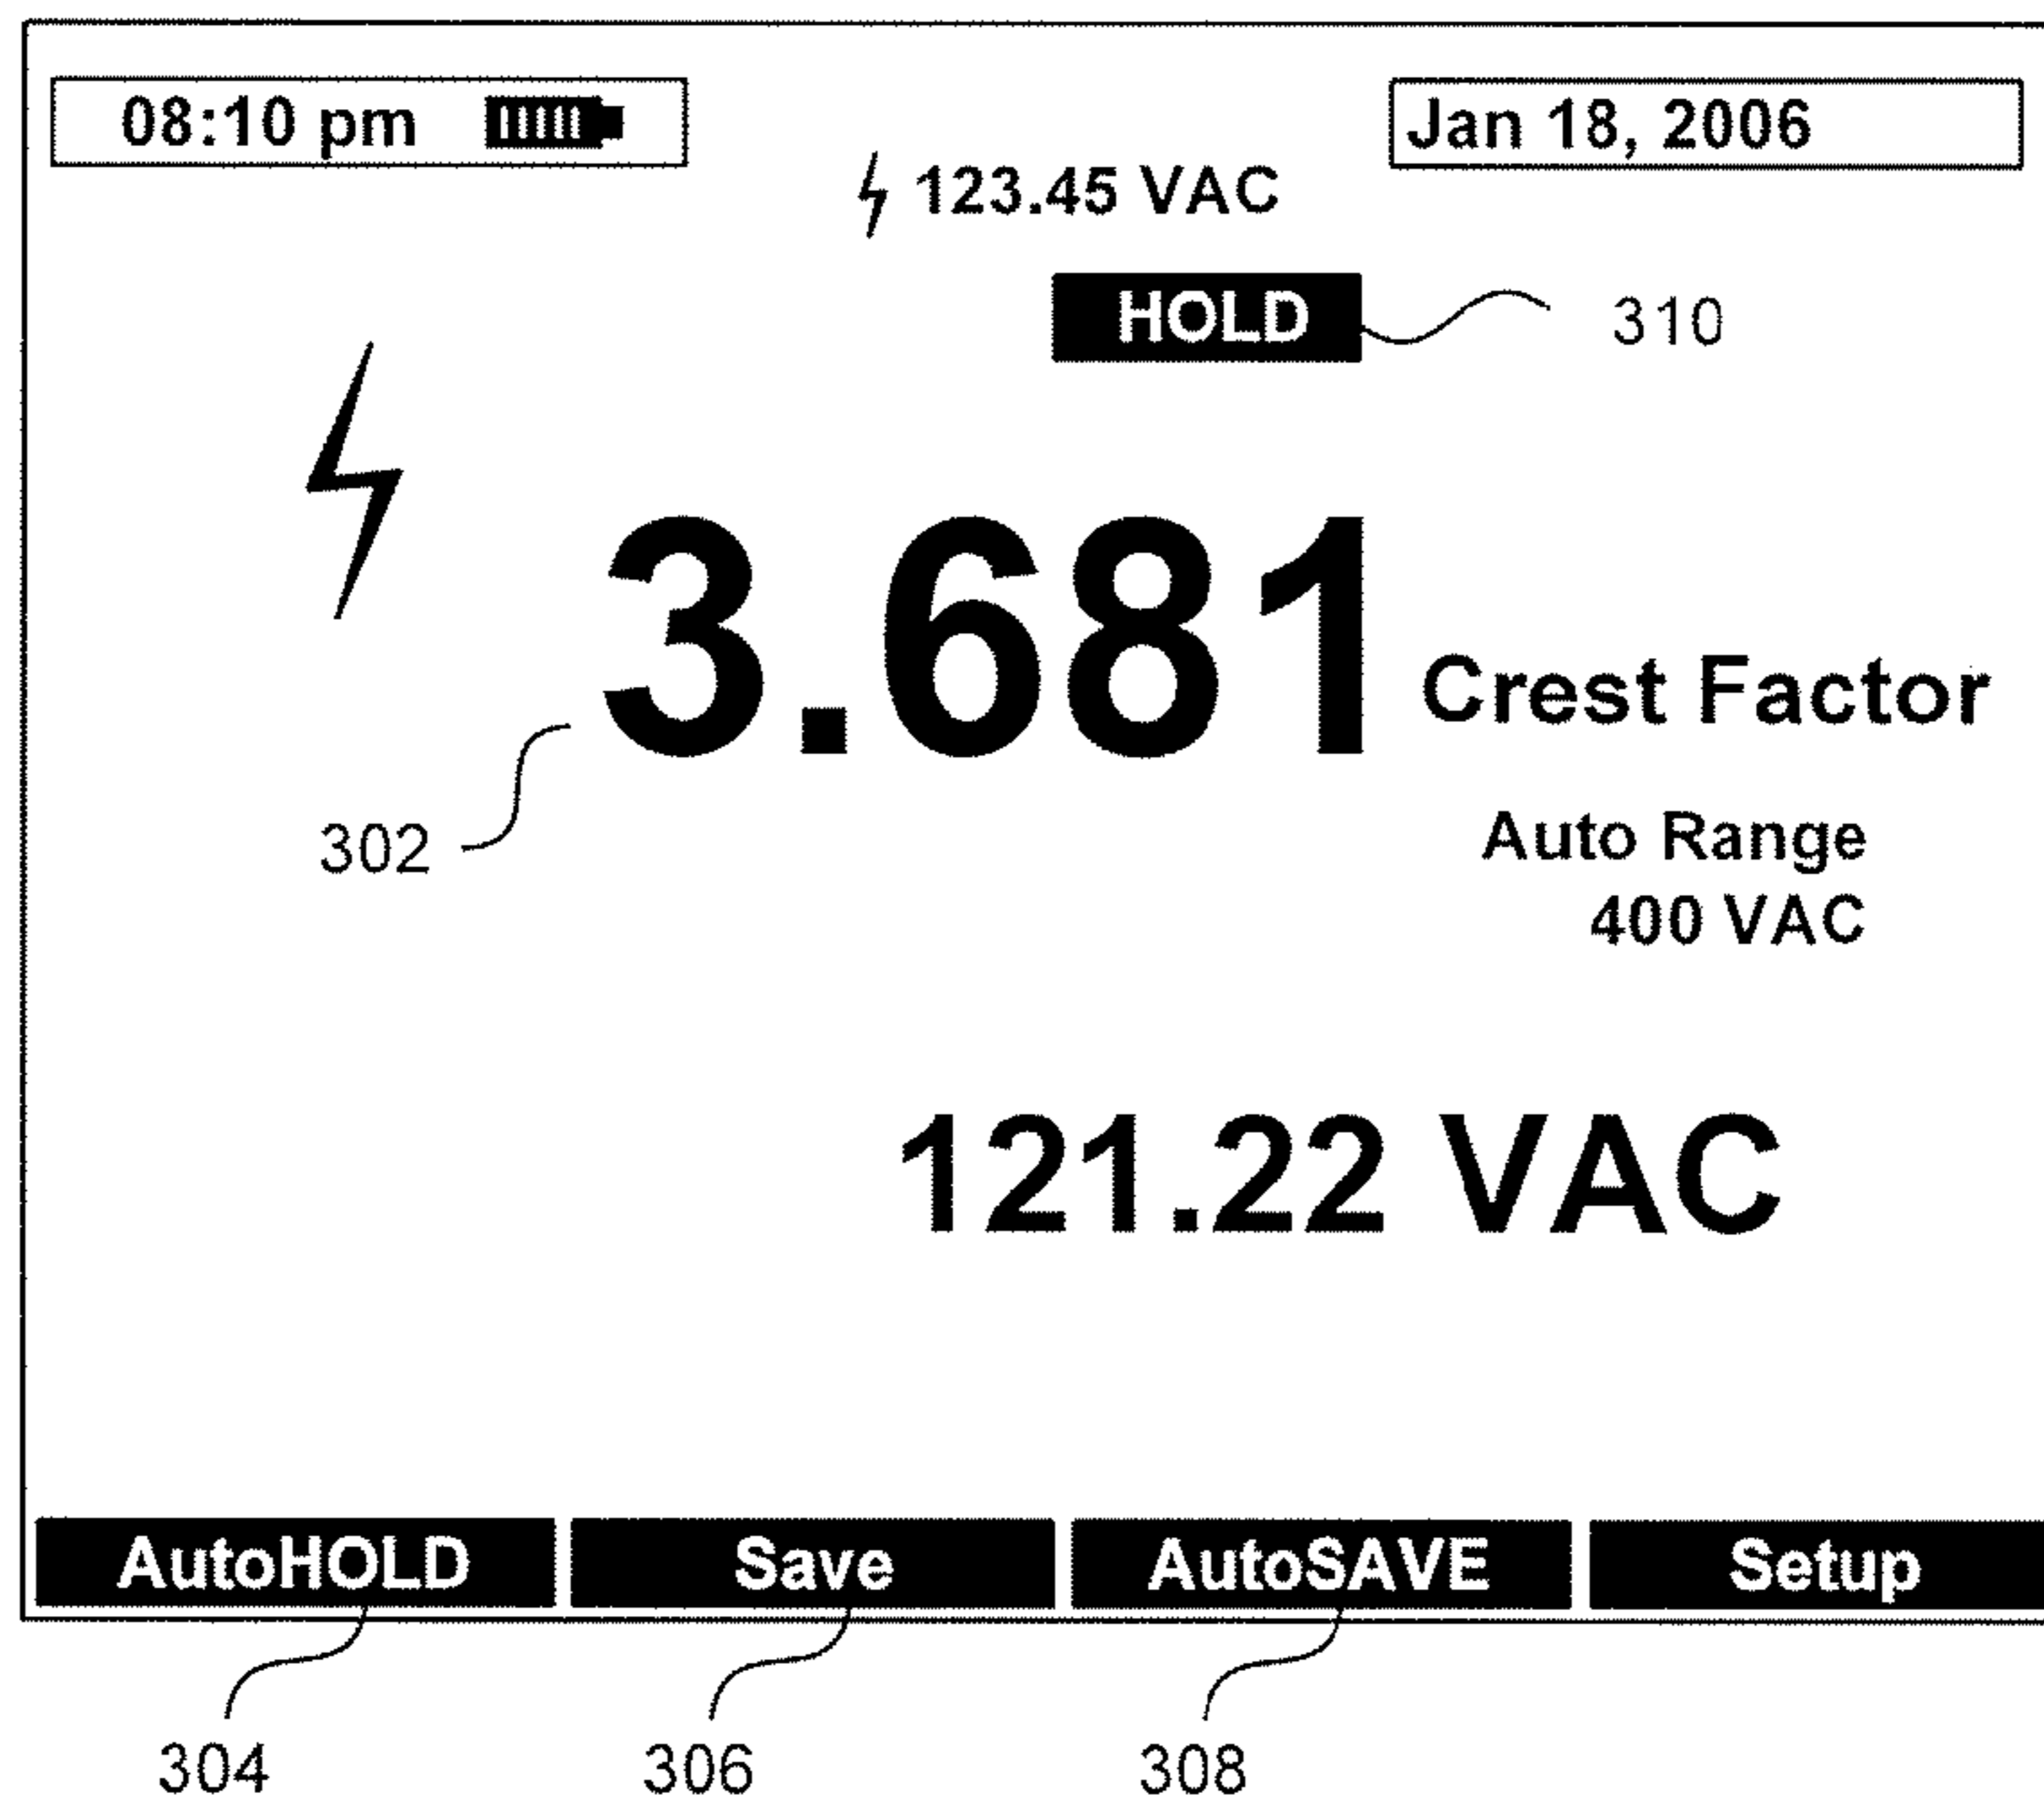 08:10 pm
Jan 18, 2006
123.45 VAC
HOLD
310
3.681 Crest Factor
302
Auto Range
400 VAC
121.22 VAC
AutoHOLD
Save
AutoSAVE
Setup
304
306
308